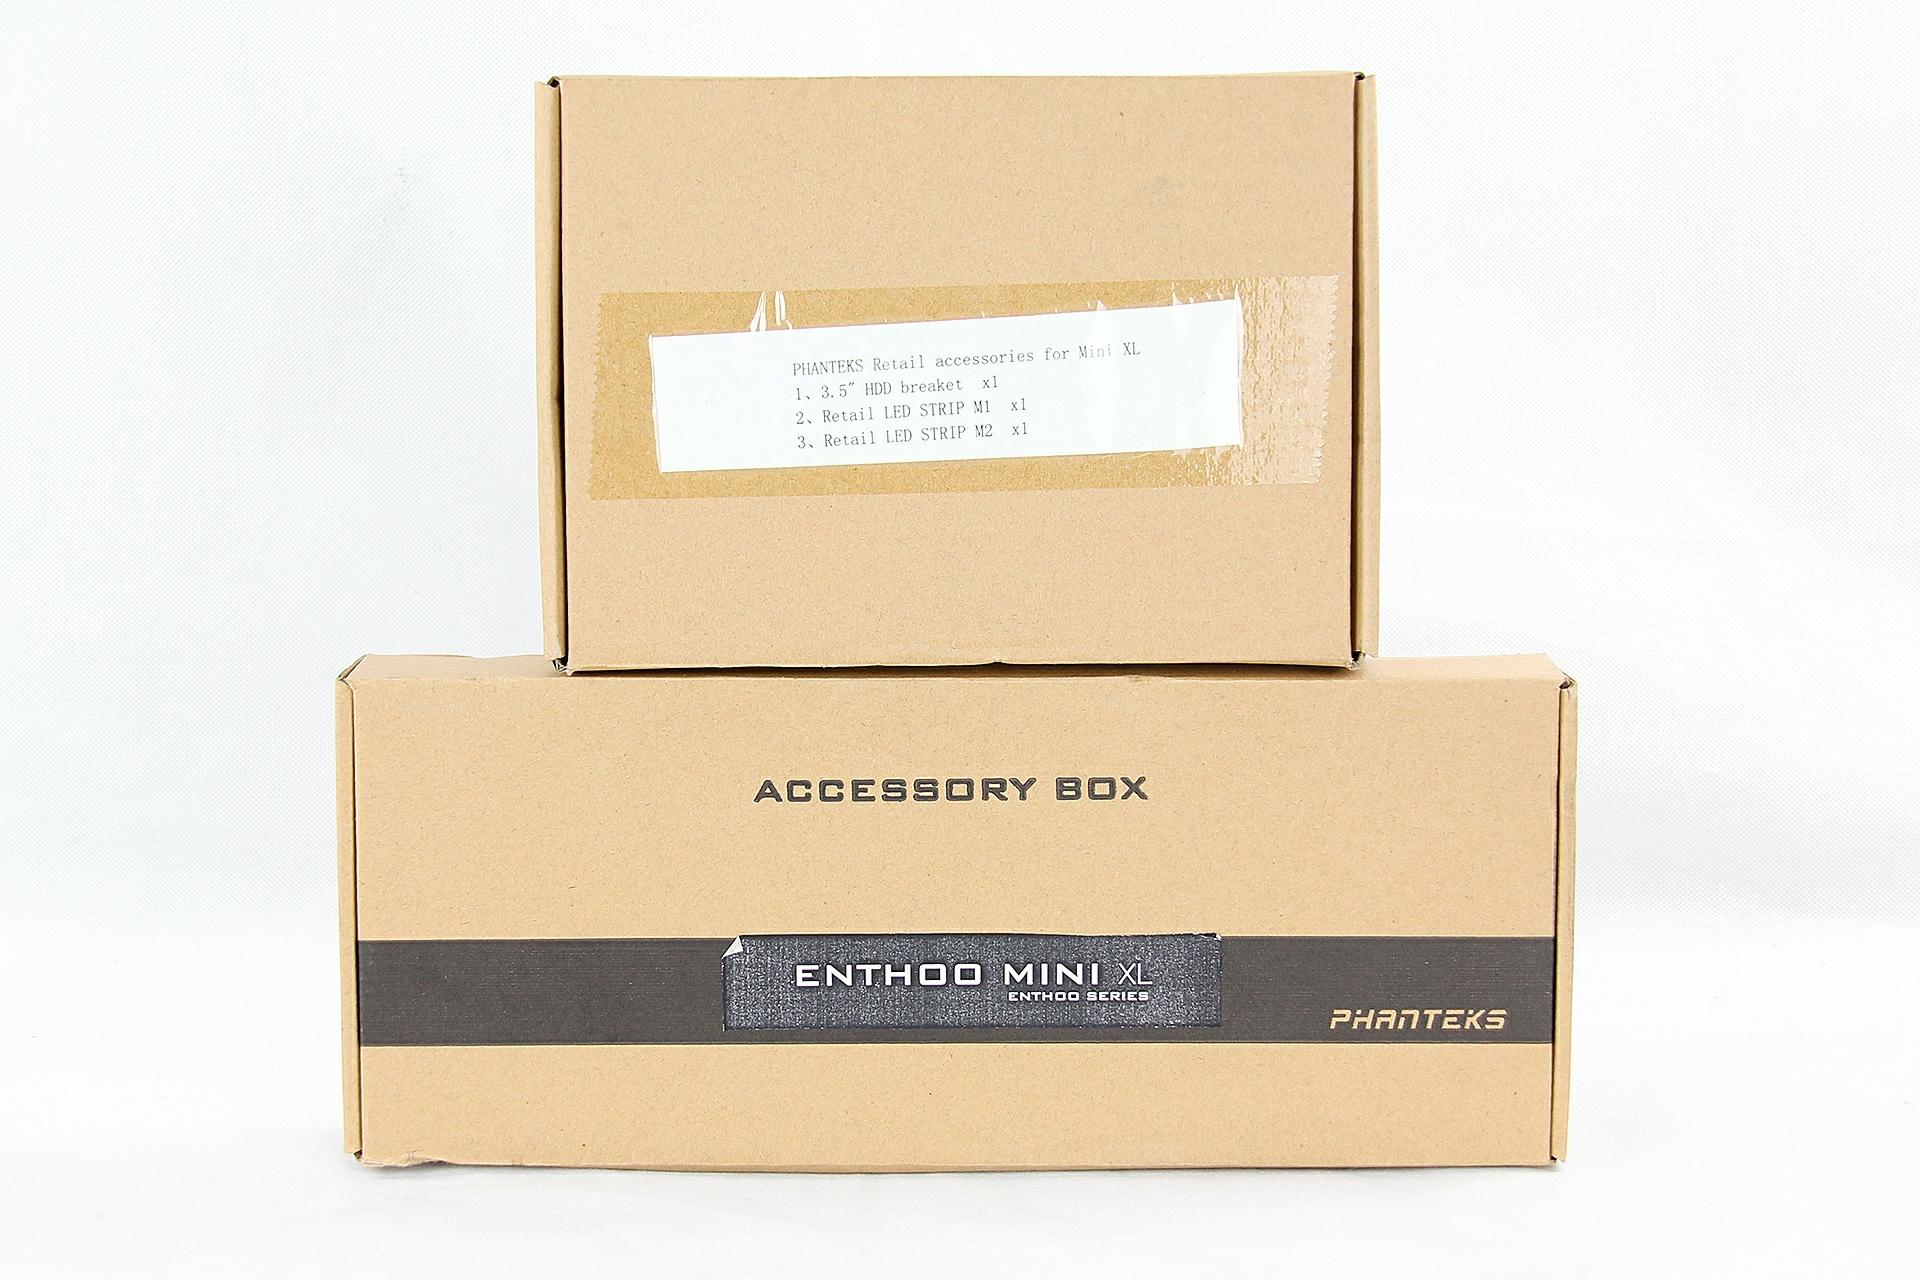 PHANTEKS Retail accessories for Mini XL
1、3.5″ HDD breaket x1
2、Retail LED STRIP M1 x1
3、Retail LED STRIP M2 x1
ACCESSORY BOX
ENTHOO MINI XL
ENTHOO SERIES
PHANTEKS